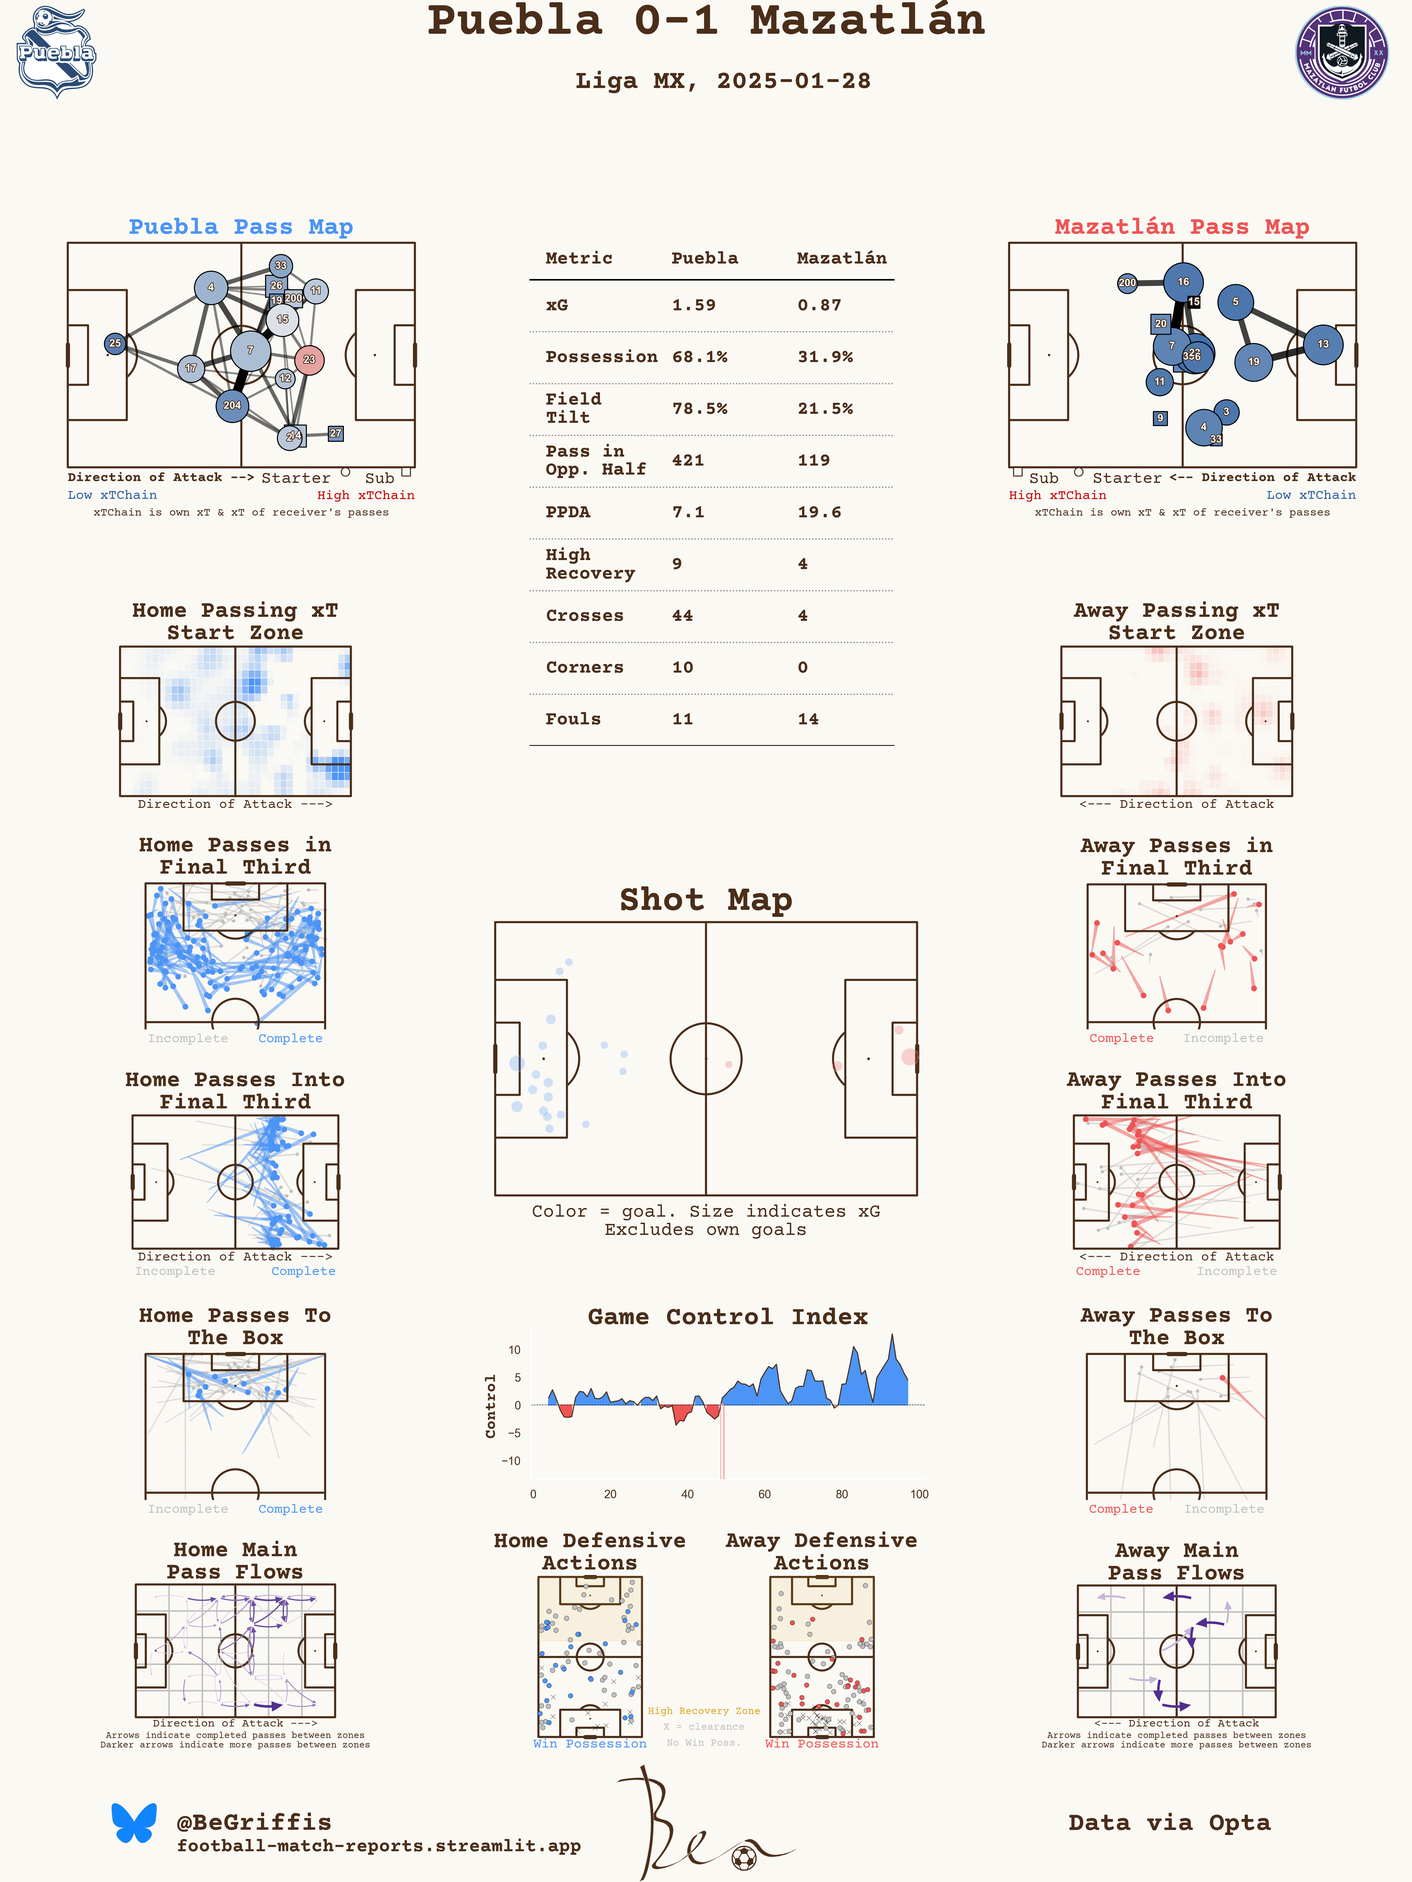 Puebla 0-1 Mazatlán
Liga MX, 2025-01-28
Puebla
MM XX
MAZATLÁN FUTBOL CLUB
Puebla Pass Map
33
4
26
11
19
200
15
25
7
23
17
12
204
2
14
27
Direction of Attack --> Starter Sub
Low xTChain High xTChain
xTChain is own xT & xT of receiver's passes
Metric Puebla Mazatlán
xG 1.59 0.87
Possession 68.1% 31.9%
Field
Tilt 78.5% 21.5%
Pass in
Opp. Half 421 119
PPDA 7.1 19.6
High
Recovery 9 4
Crosses 44 4
Corners 10 0
Fouls 11 14
Mazatlán Pass Map
200
16
15
5
20
7
13
19
11
9
3
4
33
Sub Starter <-- Direction of Attack
High xTChain Low xTChain
xTChain is own xT & xT of receiver's passes
Home Passing xT
Start Zone
Direction of Attack --->
Away Passing xT
Start Zone
<--- Direction of Attack
Home Passes in
Final Third
Incomplete Complete
Away Passes in
Final Third
Complete Incomplete
Shot Map
Color = goal. Size indicates xG
Excludes own goals
Home Passes Into
Final Third
Direction of Attack --->
Incomplete Complete
Away Passes Into
Final Third
<--- Direction of Attack
Complete Incomplete
Home Passes To
The Box
Incomplete Complete
Game Control Index
Control
10
5
0
−5
−10
0 20 40 60 80 100
Away Passes To
The Box
Complete Incomplete
Home Main
Pass Flows
Direction of Attack --->
Arrows indicate completed passes between zones
Darker arrows indicate more passes between zones
Home Defensive
Actions
Win Possession
High Recovery Zone
X = clearance
No Win Poss.
Away Defensive
Actions
Win Possession
Away Main
Pass Flows
<--- Direction of Attack
Arrows indicate completed passes between zones
Darker arrows indicate more passes between zones
@BeGriffis
football-match-reports.streamlit.app
Ben
Data via Opta